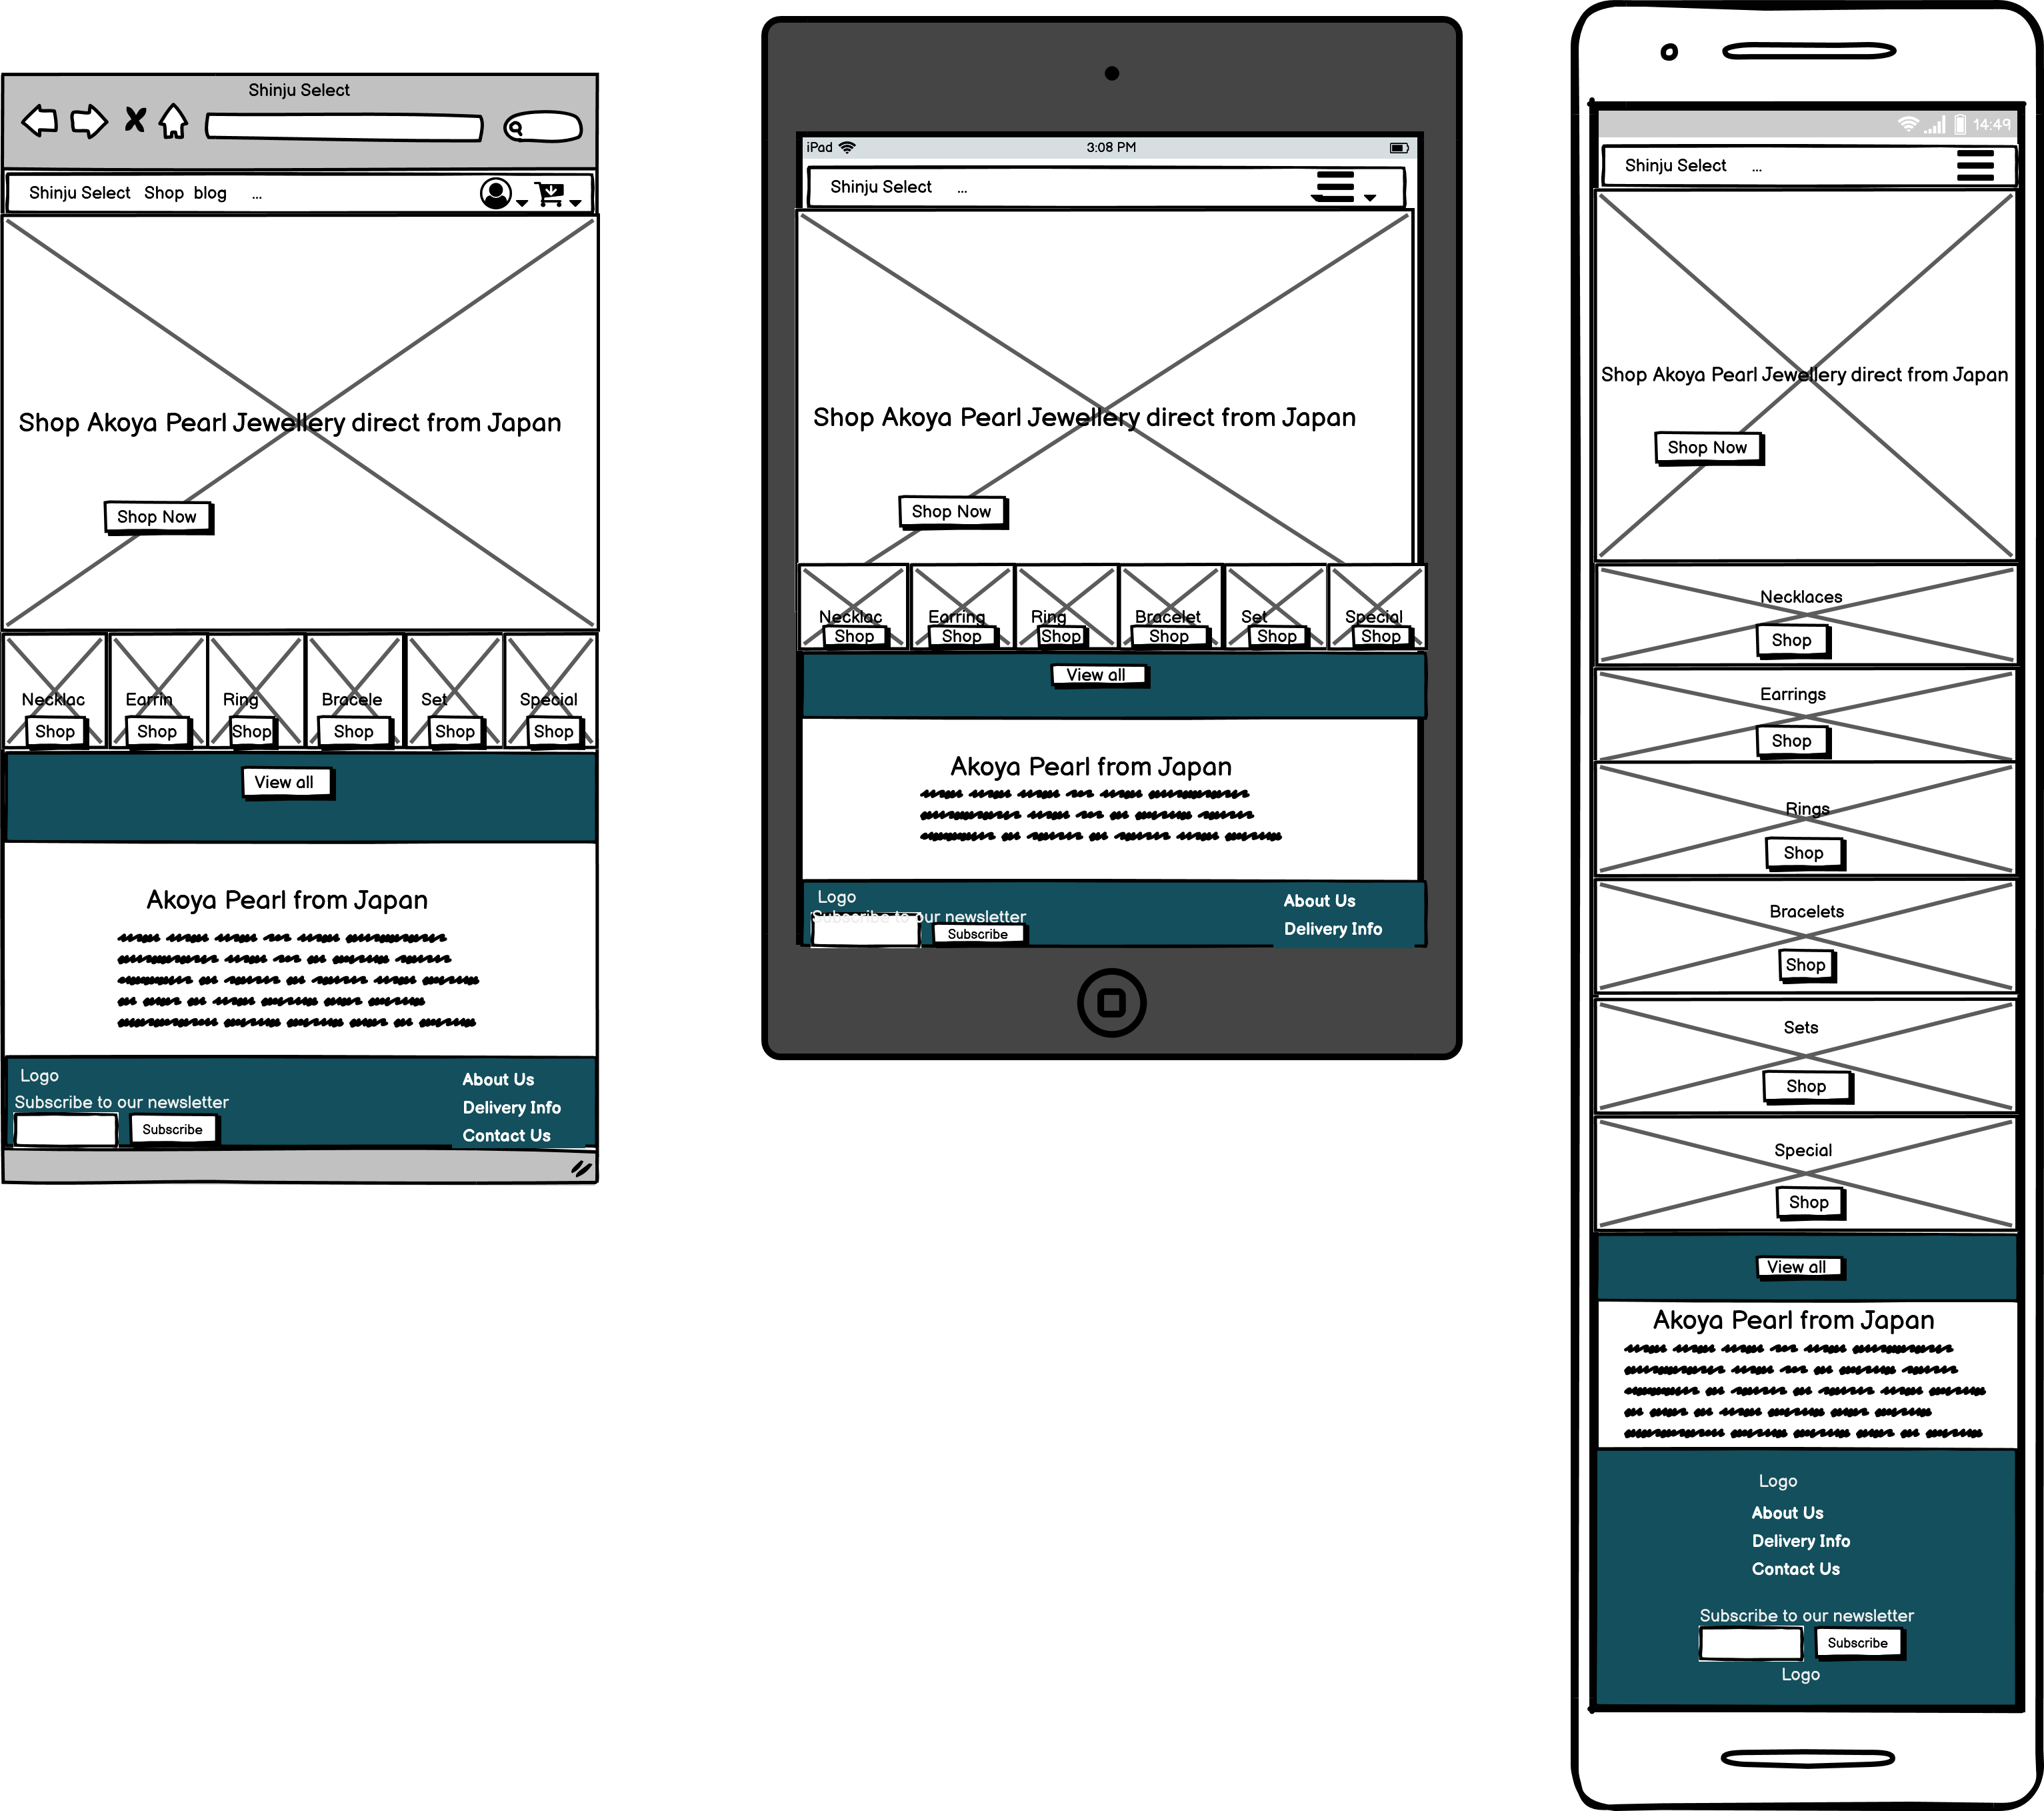 Shinju Select
Shinju Select Shop blog ...
Shop Akoya Pearl Jewellery direct from Japan
Shop Now
Necklac Earrin Ring Bracele Set Special
Shop Shop Shop Shop Shop Shop
View all
Akoya Pearl from Japan
Logo
Subscribe to our newsletter
Subscribe
About Us
Delivery Info
Contact Us
iPad 3:08 PM
Shinju Select ...
Shop Akoya Pearl Jewellery direct from Japan
Shop Now
Necklac Earring Ring Bracelet Set Special
Shop Shop Shop Shop Shop Shop
View all
Akoya Pearl from Japan
Logo
Subscribe to our newsletter
Subscribe
About Us
Delivery Info
14:49
Shinju Select ...
Shop Akoya Pearl Jewellery direct from Japan
Shop Now
Necklaces
Shop
Earrings
Shop
Rings
Shop
Bracelets
Shop
Sets
Shop
Special
Shop
View all
Akoya Pearl from Japan
Logo
About Us
Delivery Info
Contact Us
Subscribe to our newsletter
Subscribe
Logo